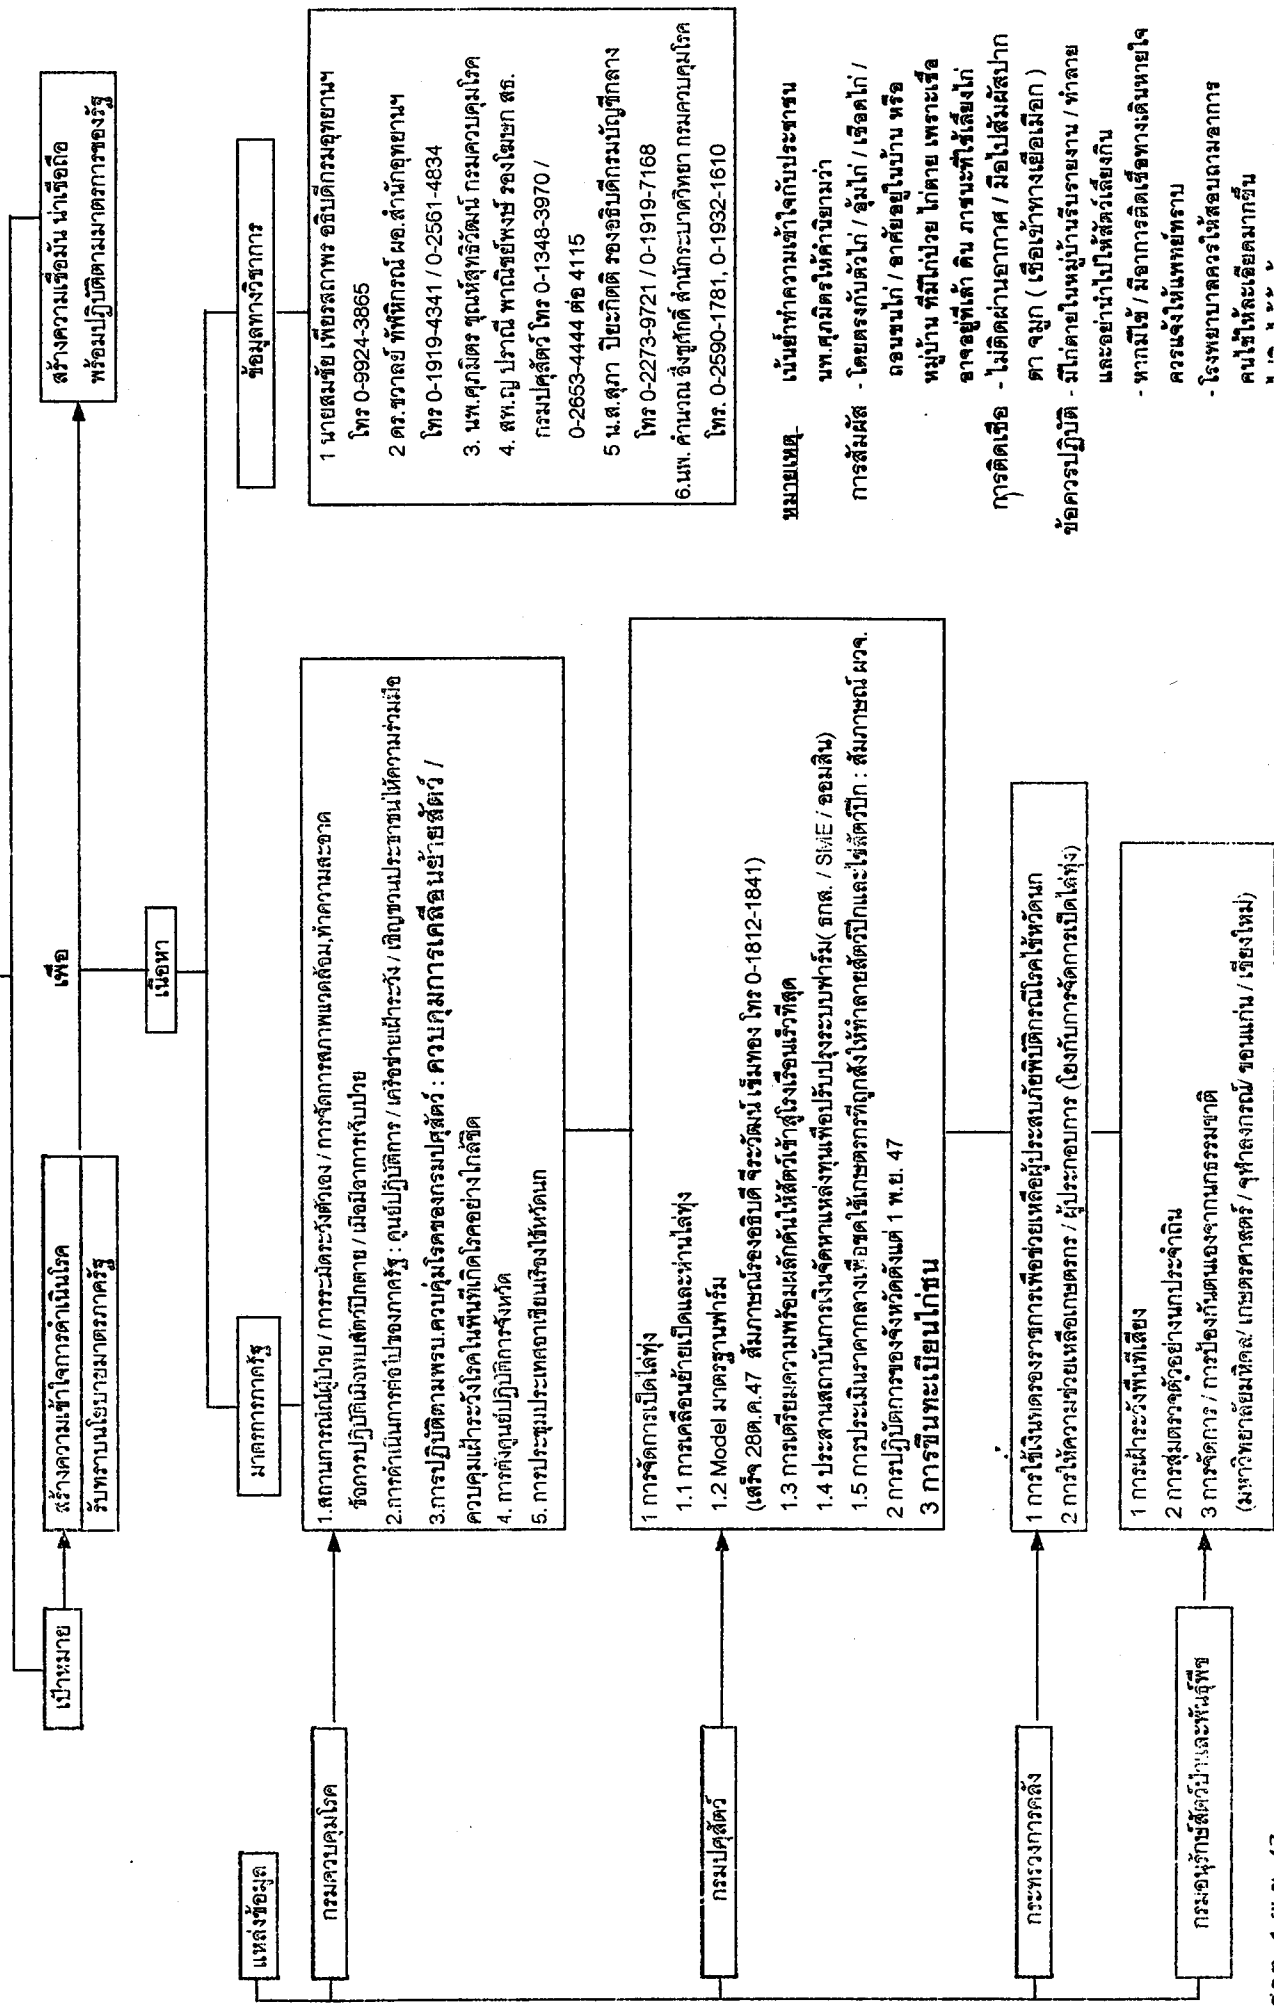 เป้าหมาย
สร้างความเข้าใจการดำเนินโรค
รับทราบนโยบายมาตรภาครัฐ
เพื่อ
สร้างความเชื่อมั่น น่าเชื่อถือ
พร้อมปฏิบัติตามมาตรการของรัฐ
เนื้อหา
แหล่งข้อมูล
มาตรการภาครัฐ
ข้อมูลทางวิชาการ
กรมควบคุมโรค
1.สถานการณ์ผู้ป่วย / การระมัดระวังตัวเอง / การจัดการสภาพแวดล้อม,ทำความสะอาด
ข้อควรปฏิบัติเมื่อพบสัตว์ปีกตาย / เมื่อมีอาการเจ็บป่วย
2.การดำเนินการต่อไปของภาครัฐ : ศูนย์ปฏิบัติการ / เครือข่ายเฝ้าระวัง / เชิญชวนประชาชนให้ความร่วมมือ
3.การปฏิบัติตามพรบ.ควบคุมโรคของกรมปศุสัตว์ : ควบคุมการเคลื่อนย้ายสัตว์ /
ควบคุมเฝ้าระวังโรคในพื้นที่เกิดโรคอย่างใกล้ชิด
4. การตั้งศูนย์ปฏิบัติการจังหวัด
5. การประชุมประเทศอาเซียนเรื่องไข้หวัดนก
1 นายสมชัย เพียรสถาพร อธิบดีกรมอุทยานฯ
โทร 0-9924-3865
2 ดร.ชวาลย์ ทัฬหิกรณ์ ผอ.สำนักอุทยานฯ
โทร 0-1919-4341 / 0-2561-4834
3. นพ.ศุภมิตร ชุณห์สุทธิวัฒน์ กรมควบคุมโรค
4. สพ.ญ ปราณี พาณิชย์พงษ์ รองโฆษก สธ.
กรมปศุสัตว์ โทร 0-1348-3970 /
0-2653-4444 ต่อ 4115
5 น.ส.สุภา ปิยะกิตติ รองอธิบดีกรมบัญชีกลาง
โทร 0-2273-9721 / 0-1919-7168
6.นพ. คำนวณ อึ้งชูศักดิ์ สำนักระบาดวิทยา กรมควบคุมโรค
โทร. 0-2590-1781, 0-1932-1610
กรมปศุสัตว์
1 การจัดการเป็ดไล่ทุ่ง
1.1 การเคลื่อนย้ายเป็ดและห่านไล่ทุ่ง
1.2 Model มาตรฐานฟาร์ม
(เสร็จ 28ต.ค.47 สัมภาษณ์รองอธิบดี จีระวัฒน์ เข็มทอง โทร 0-1812-1841)
1.3 การเตรียมความพร้อมผลักดันให้สัตว์เข้าสู่โรงเรือนเร็วที่สุด
1.4 ประสานสถาบันการเงินจัดหาแหล่งทุนเพื่อปรับปรุงระบบฟาร์ม( ธกส. / SME / ออมสิน)
1.5 การประเมินราคากลางเพื่อชดใช้เกษตรกรที่ถูกสั่งให้ทำลายสัตว์ปีกและไข่สัตว์ปีก : สัมภาษณ์ ผวจ.
2 การปฏิบัติการของจังหวัดตั้งแต่ 1 พ.ย. 47
3 การขึ้นทะเบียนไก่ชน
หมายเหตุ เน้นย้ำทำความเข้าใจกับประชาชน
นพ.ศุภมิตรให้คำนิยามว่า
การสัมผัส - โดยตรงกับตัวไก่ / อุ้มไก่ / เชือดไก่ /
ถอนขนไก่ / อาศัยอยู่ในบ้าน หรือ
หมู่บ้าน ที่มีไก่ป่วย ไก่ตาย เพราะเชื้อ
อาจอยู่ที่เล้า ดิน ภาชนะที่ใช้เลี้ยงไก่
การติดเชื้อ - ไม่ติดผ่านอากาศ / มือไปสัมผัสปาก
ตา จมูก ( เชื้อเข้าทางเยื่อเมือก )
ข้อควรปฏิบัติ - มีไก่ตายในหมู่บ้านรีบรายงาน / ทำลาย
และอย่านำไปให้สัตว์เลี้ยงกิน
- หากมีไข้ / มีอาการติดเชื้อทางเดินหายใจ
ควรแจ้งให้แพทย์ทราบ
- โรงพยาบาลควรให้สอบถามอาการ
คนไข้ให้ละเอียดมากขึ้น
กระทรวงการคลัง
1 การใช้เงินทดรองราชการเพื่อช่วยเหลือผู้ประสบภัยพิบัติกรณีโรคไข้หวัดนก
2 การให้ความช่วยเหลือเกษตรกร / ผู้ประกอบการ (โยงกับการจัดการเป็ดไล่ทุ่ง)
กรมอนุรักษ์สัตว์ป่าและพันธุ์พืช
1 การเฝ้าระวังพื้นที่เสี่ยง
2 การสุ่มตรวจตัวอย่างนกประจำถิ่น
3 การจัดการ / การป้องกันตนเองจากนกธรรมชาติ
(มหาวิทยาลัยมหิดล/ เกษตรศาสตร์ / จุฬาลงกรณ์/ ขอนแก่น / เชียงใหม่)